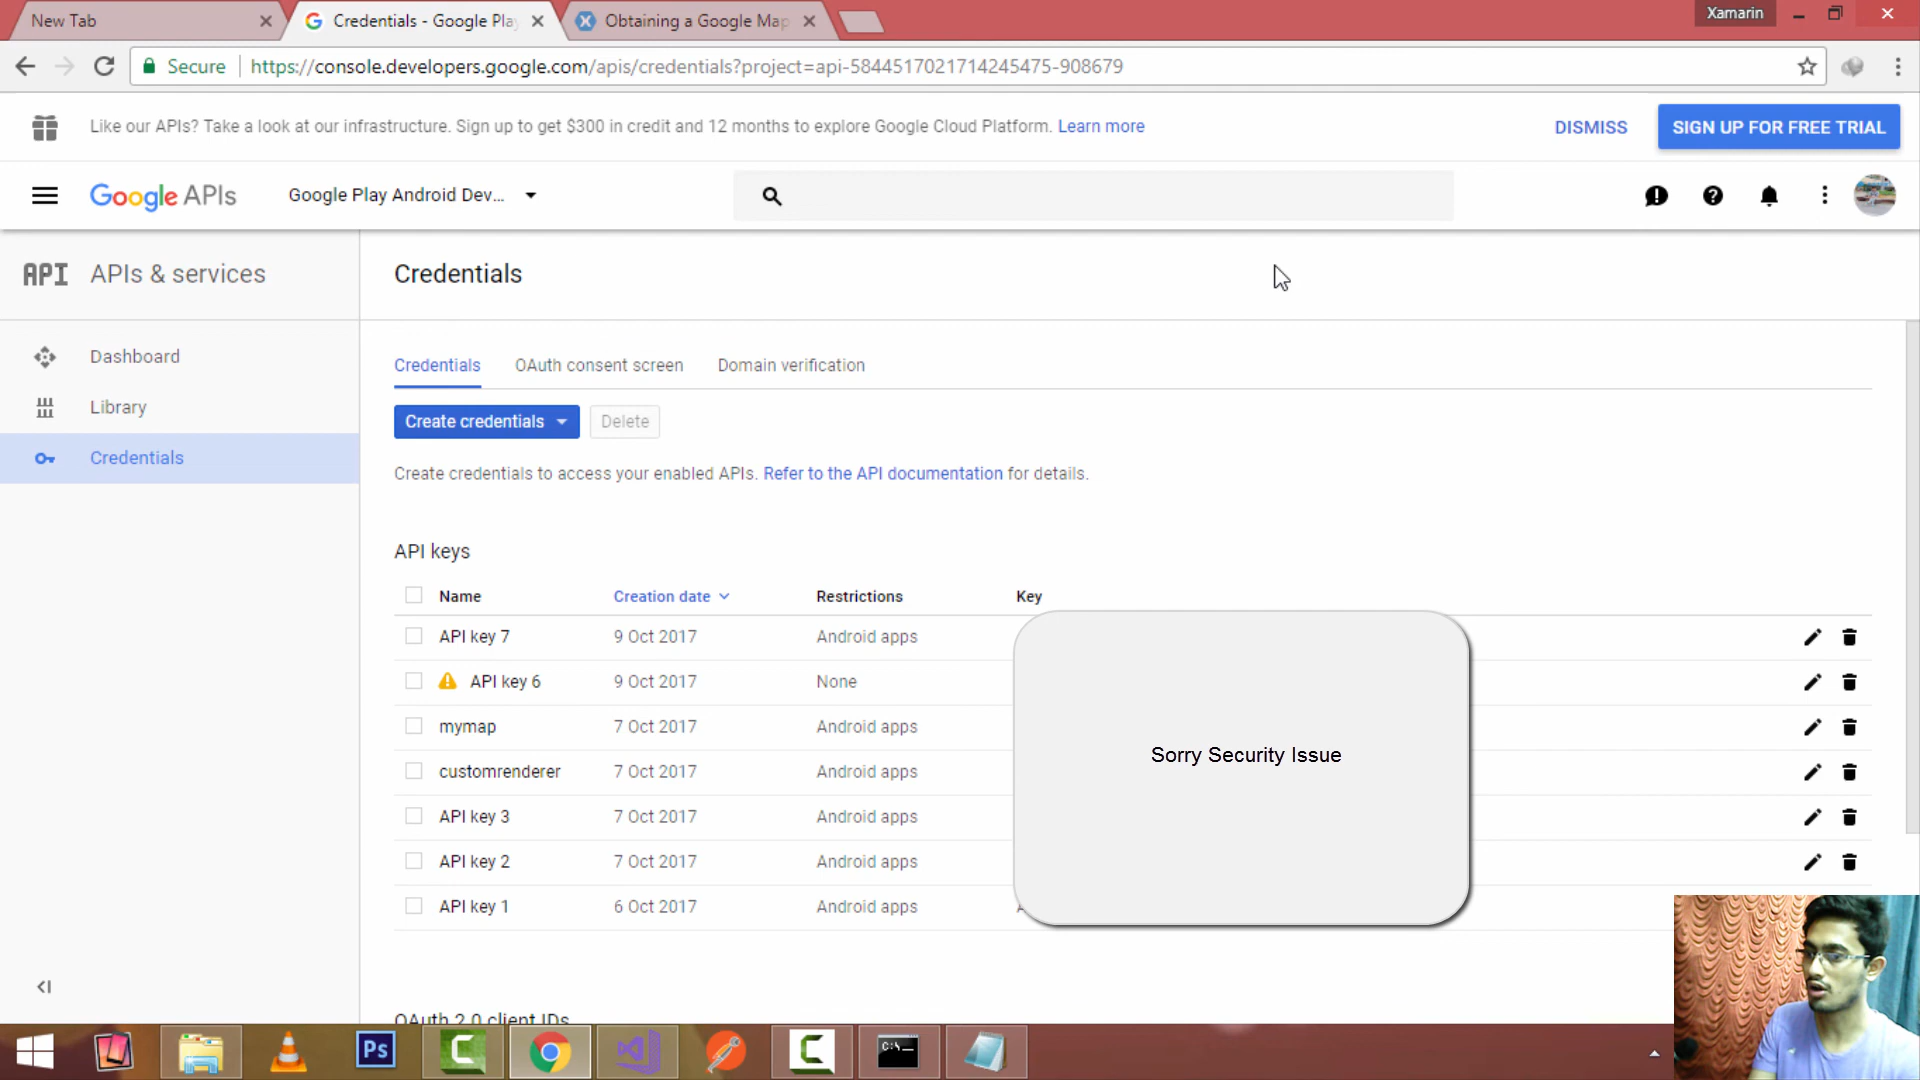 New Tab
Credentials - Google Play
Obtaining a Google Map
Xamarin
Secure
https://console.developers.google.com/apis/credentials?project=api-5844517021714245475-908679
Like our APIs? Take a look at our infrastructure. Sign up to get $300 in credit and 12 months to explore Google Cloud Platform. Learn more
DISMISS
SIGN UP FOR FREE TRIAL
Google APIs
Google Play Android Dev...
API
APIs & services
Credentials
Dashboard
Library
Credentials
Credentials
OAuth consent screen
Domain verification
Create credentials
Delete
Create credentials to access your enabled APIs. Refer to the API documentation for details.
API keys
Name Creation date Restrictions Key
API key 7 9 Oct 2017 Android apps
API key 6 9 Oct 2017 None
mymap 7 Oct 2017 Android apps
customrenderer 7 Oct 2017 Android apps
API key 3 7 Oct 2017 Android apps
API key 2 7 Oct 2017 Android apps
API key 1 6 Oct 2017 Android apps
Sorry Security Issue
OAuth 2.0 client IDs
Ps
C:\